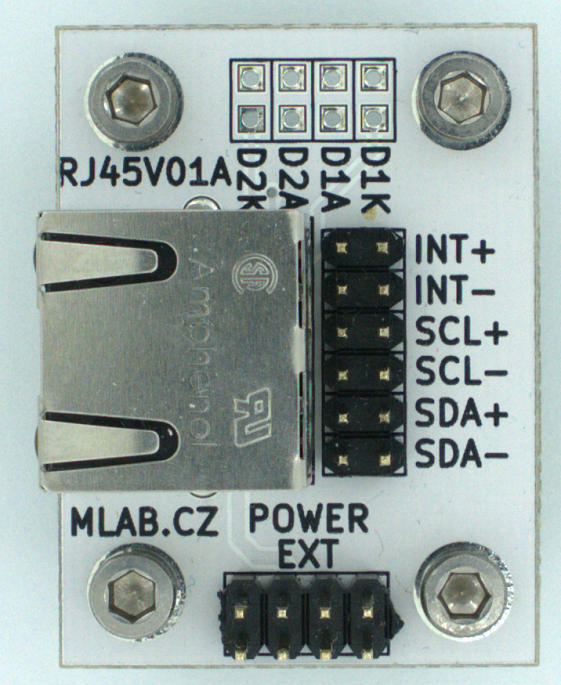 D2K
D2A
D1A
D1K
RJ45V01A
INT+
INT-
SCL+
SCL-
SDA+
SDA-
Amphenol
MLAB.CZ
POWER
EXT